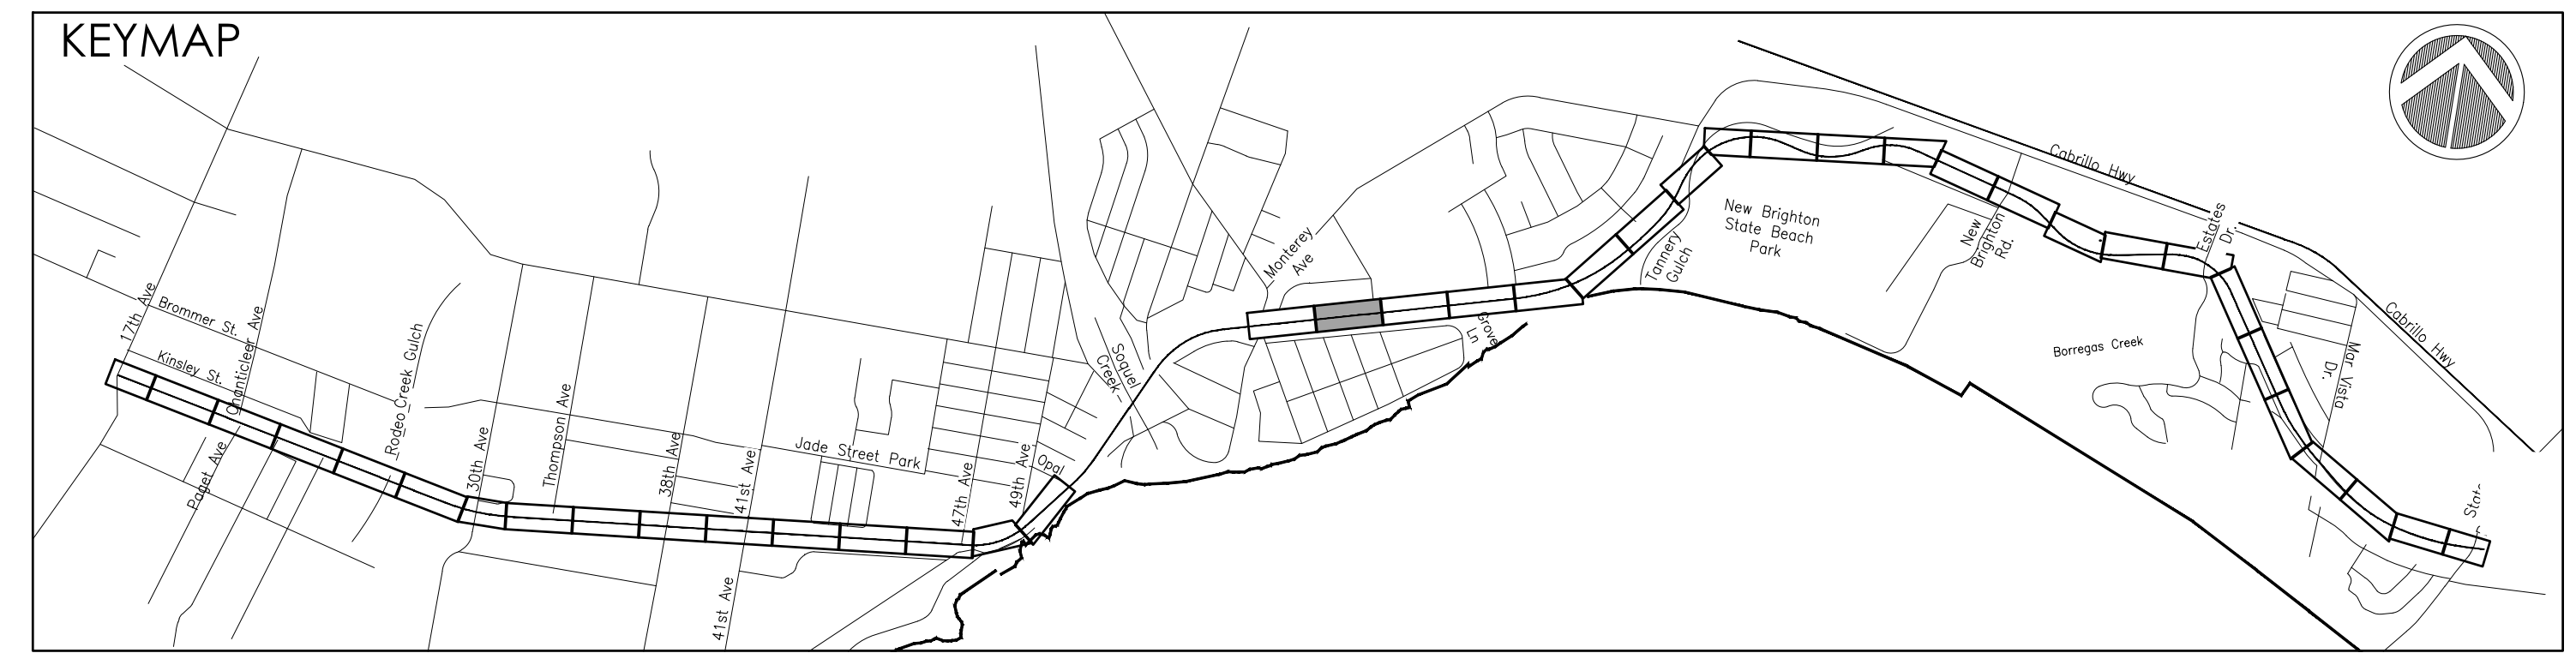 KEYMAP
Cabrillo Hwy
Estates
Dr.
New Brighton
State Beach
Park
New
Brighton
Rd.
Monterey
Ave
Tannery
Gulch
17th Ave
Brommer St.
Chanticleer Ave
Kinsley St.
Rodeo Creek Gulch
Grove
Ln
Soquel
Creek
Borregas Creek
Cabrillo Hwy
Mar Vista
Dr.
Thompson Ave
30th Ave
38th Ave
41st Ave
Jade Street Park
47th Ave
49th Ave
Opal
Paget Ave
41st Ave